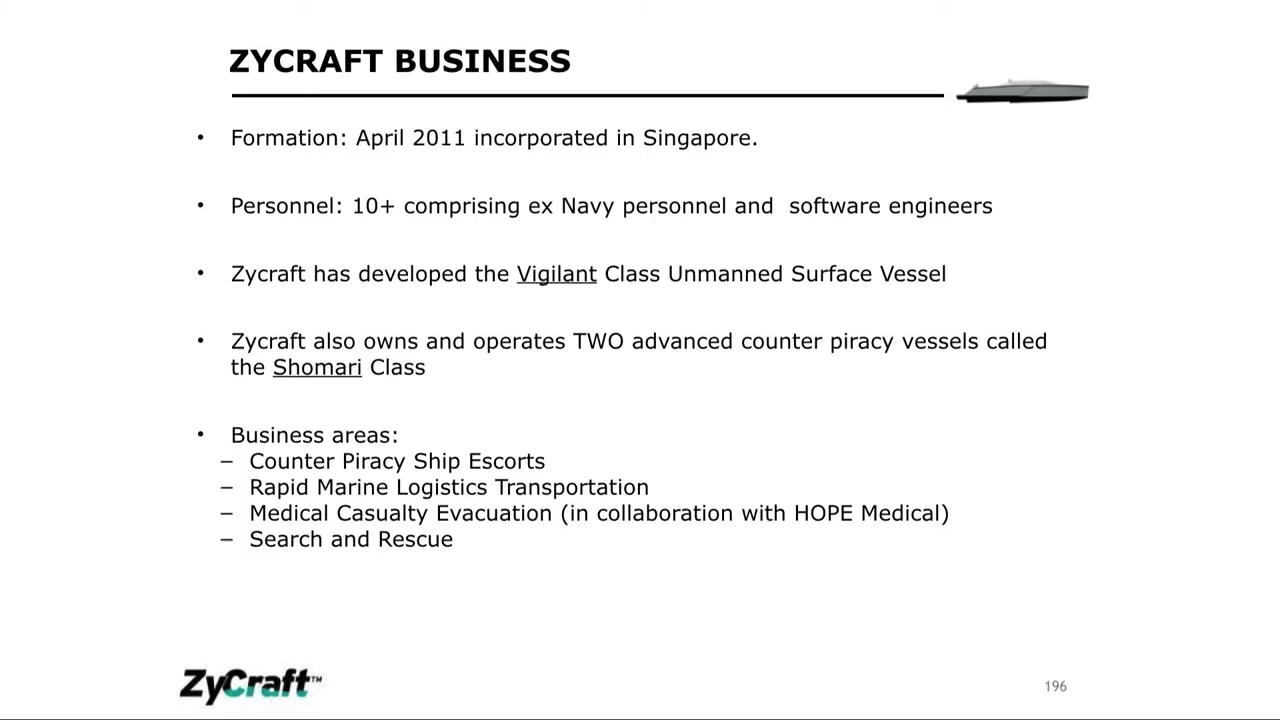 ZYCRAFT BUSINESS
• Formation: April 2011 incorporated in Singapore.
• Personnel: 10+ comprising ex Navy personnel and  software engineers
• Zycraft has developed the Vigilant Class Unmanned Surface Vessel
• Zycraft also owns and operates TWO advanced counter piracy vessels called
the Shomari Class
• Business areas:
– Counter Piracy Ship Escorts
– Rapid Marine Logistics Transportation
– Medical Casualty Evacuation (in collaboration with HOPE Medical)
– Search and Rescue
ZyCraft™
196